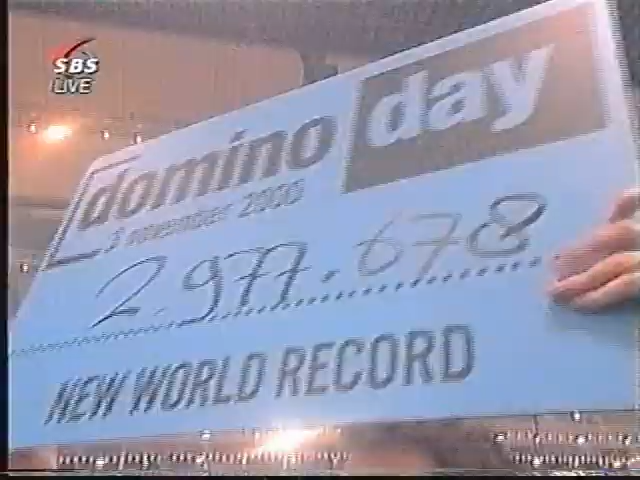 SBS
LIVE
domino day
3 november 2000
2.977.678
NEW WORLD RECORD